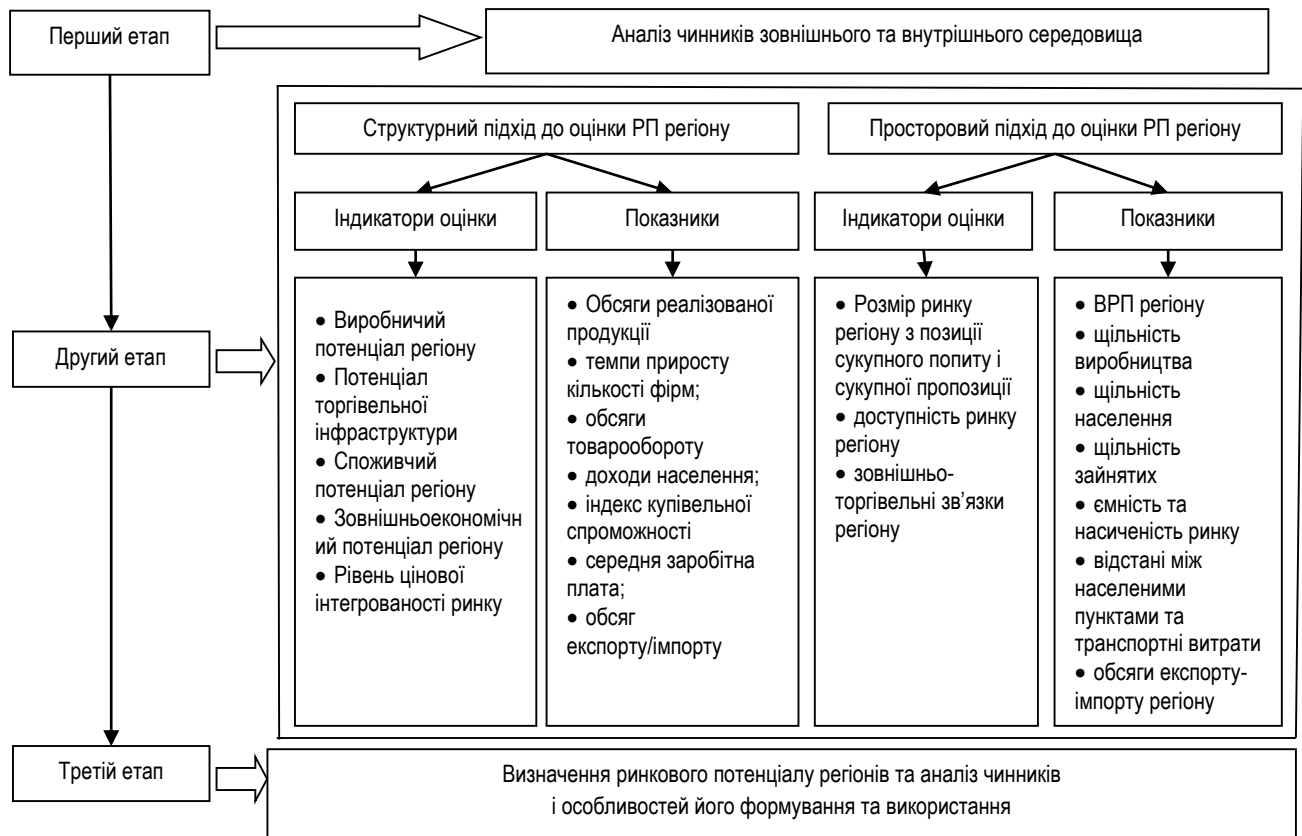 Перший етап
Аналіз чинників зовнішнього та внутрішнього середовища
Структурний підхід до оцінки РП регіону
Просторовий підхід до оцінки РП регіону
Індикатори оцінки
Показники
Індикатори оцінки
Показники
Другий етап
• Виробничий
потенціал регіону
• Потенціал
торгівельної
інфраструктури
• Споживчий
потенціал регіону
• Зовнішньоекономічн
ий потенціал регіону
• Рівень цінової
інтегрованості ринку
• Обсяги реалізованої
продукції
• темпи приросту
кількості фірм;
• обсяги
товарообороту
• доходи населення;
• індекс купівельної
спроможності
• середня заробітна
плата;
• обсяг
експорту/імпорту
• Розмір ринку
регіону з позиції
сукупного попиту і
сукупної пропозиції
• доступність ринку
регіону
• зовнішньо-
торгівельні зв’язки
регіону
• ВРП регіону
• щільність
виробництва
• щільність
населення
• щільність
зайнятих
• ємність та
насиченість ринку
• відстані між
населеними
пунктами та
транспортні витрати
• обсяги експорту-
імпорту регіону
Третій етап
Визначення ринкового потенціалу регіонів та аналіз чинників
і особливостей його формування та використання